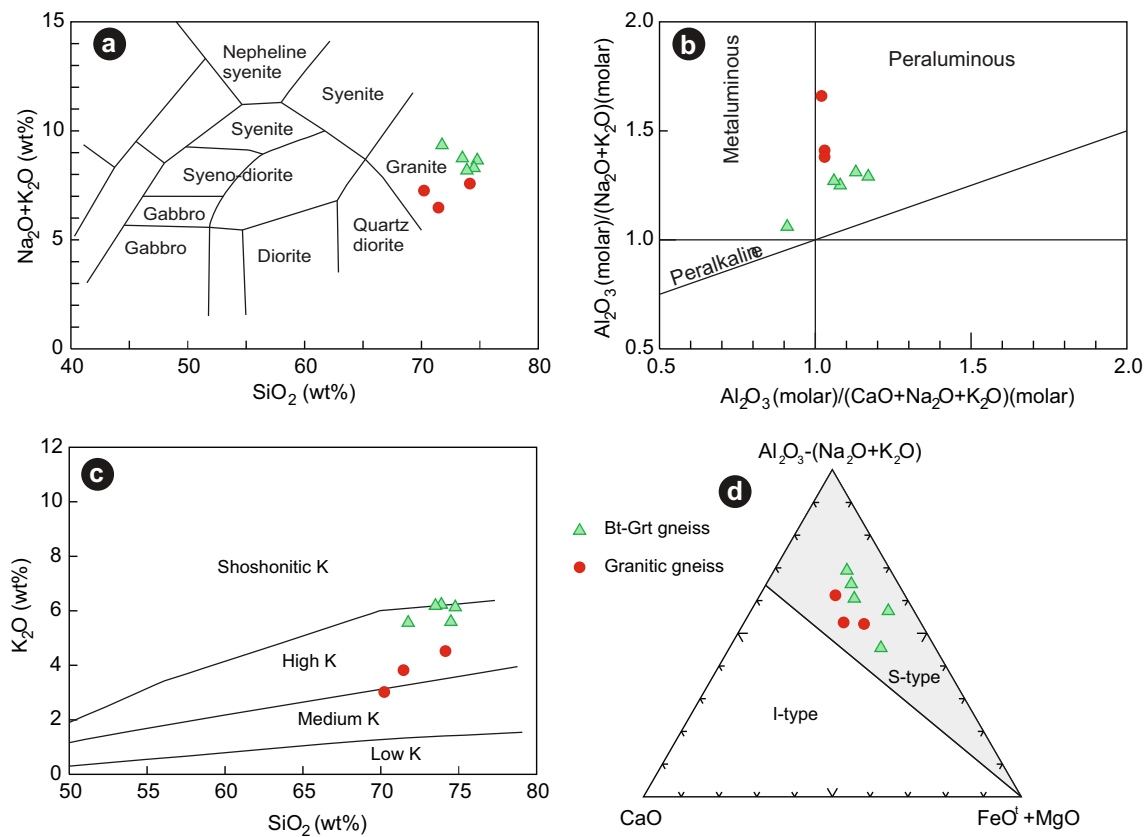 a
Na₂O+K₂O (wt%)
15
10
5
0
40
50
60
70
80
SiO₂ (wt%)
Nepheline
syenite
Syenite
Syenite
Syeno-diorite
Gabbro
Gabbro
Diorite
Quartz
diorite
Granite
b
Al₂O₃ (molar)/(Na₂O+K₂O)(molar)
2.0
1.5
1.0
0.5
0.5
1.0
1.5
2.0
Al₂O₃ (molar)/(CaO+Na₂O+K₂O)(molar)
Metaluminous
Peraluminous
Peralkaline
c
K₂O (wt%)
12
10
8
6
4
2
0
50
55
60
65
70
75
80
SiO₂ (wt%)
Shoshonitic K
High K
Medium K
Low K
d
Al₂O₃-(Na₂O+K₂O)
Bt-Grt gneiss
Granitic gneiss
S-type
I-type
CaO
FeOᵗ+MgO